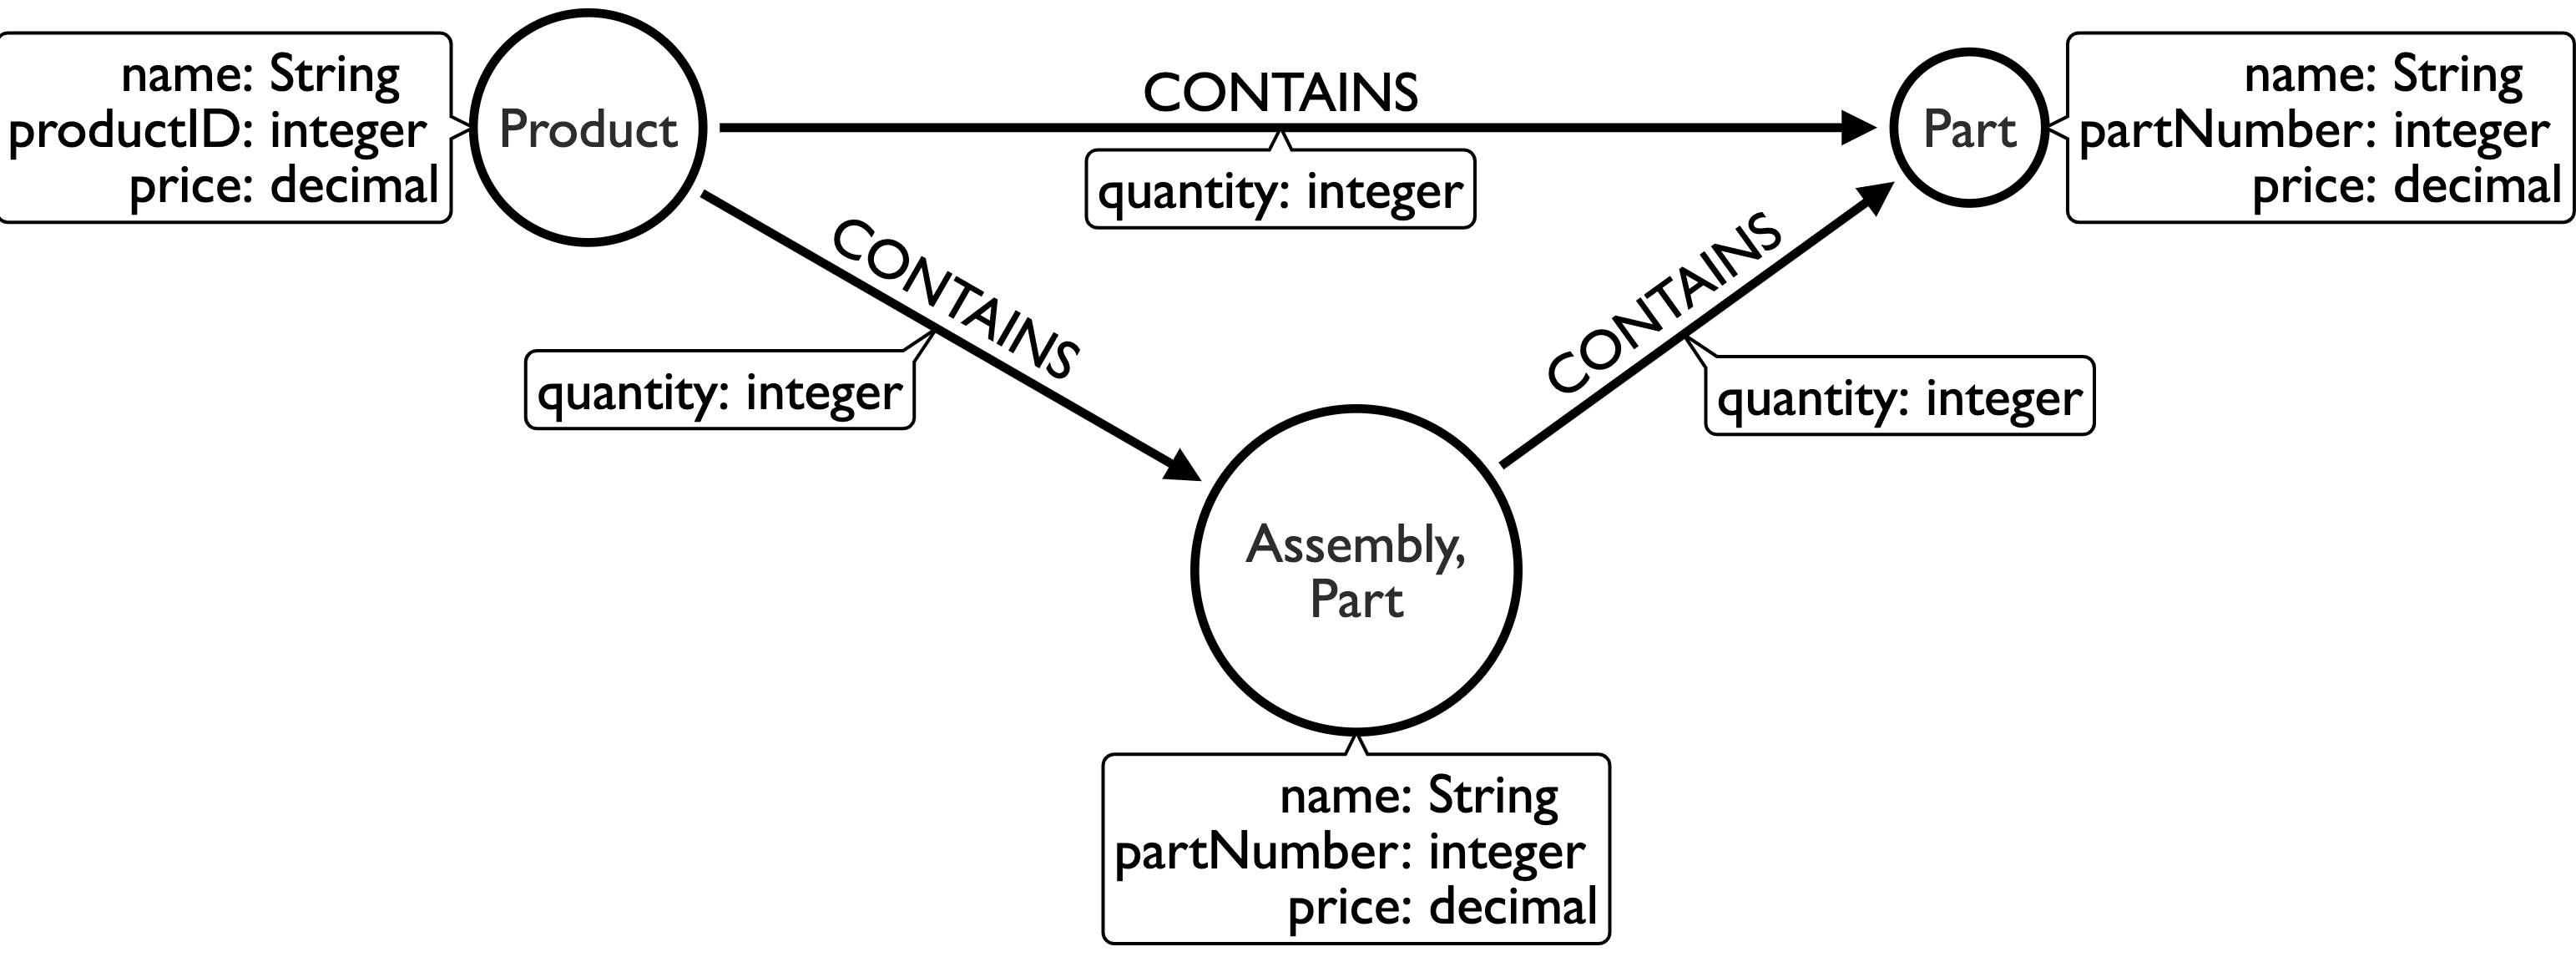 name: String
productID: integer
price: decimal
Product
CONTAINS
quantity: integer
Part
name: String
partNumber: integer
price: decimal
CONTAINS
quantity: integer
CONTAINS
quantity: integer
Assembly,
Part
name: String
partNumber: integer
price: decimal